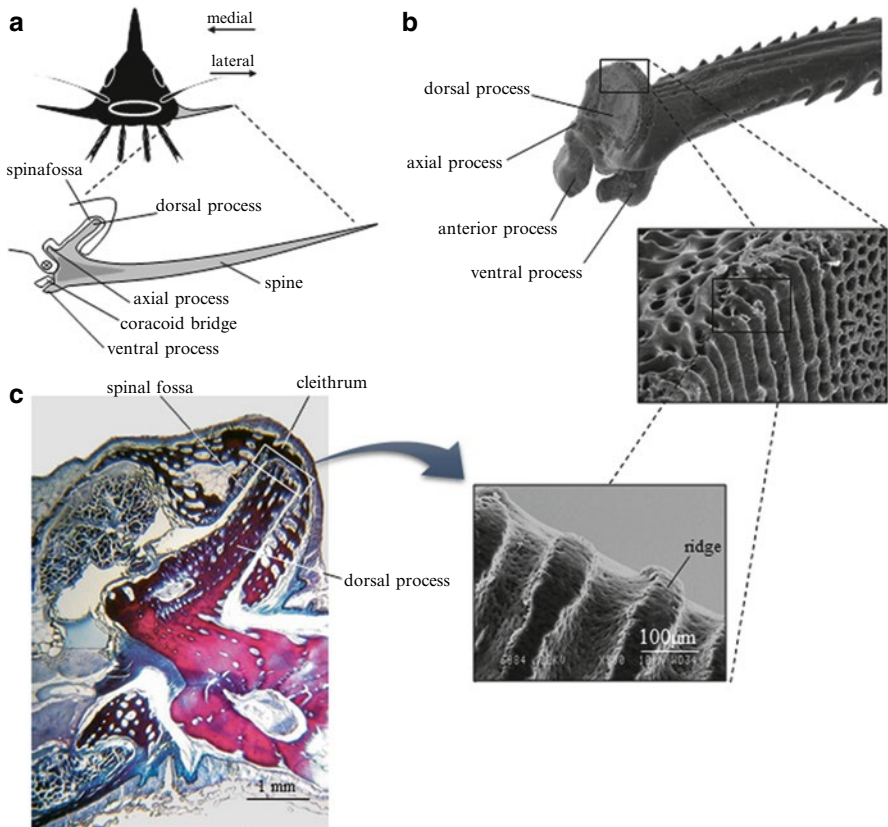 a
medial
lateral
spinafossa
dorsal process
spine
axial process
coracoid bridge
ventral process
b
dorsal process
axial process
anterior process
ventral process
c
spinal fossa
cleithrum
dorsal process
1 mm
ridge
100µm